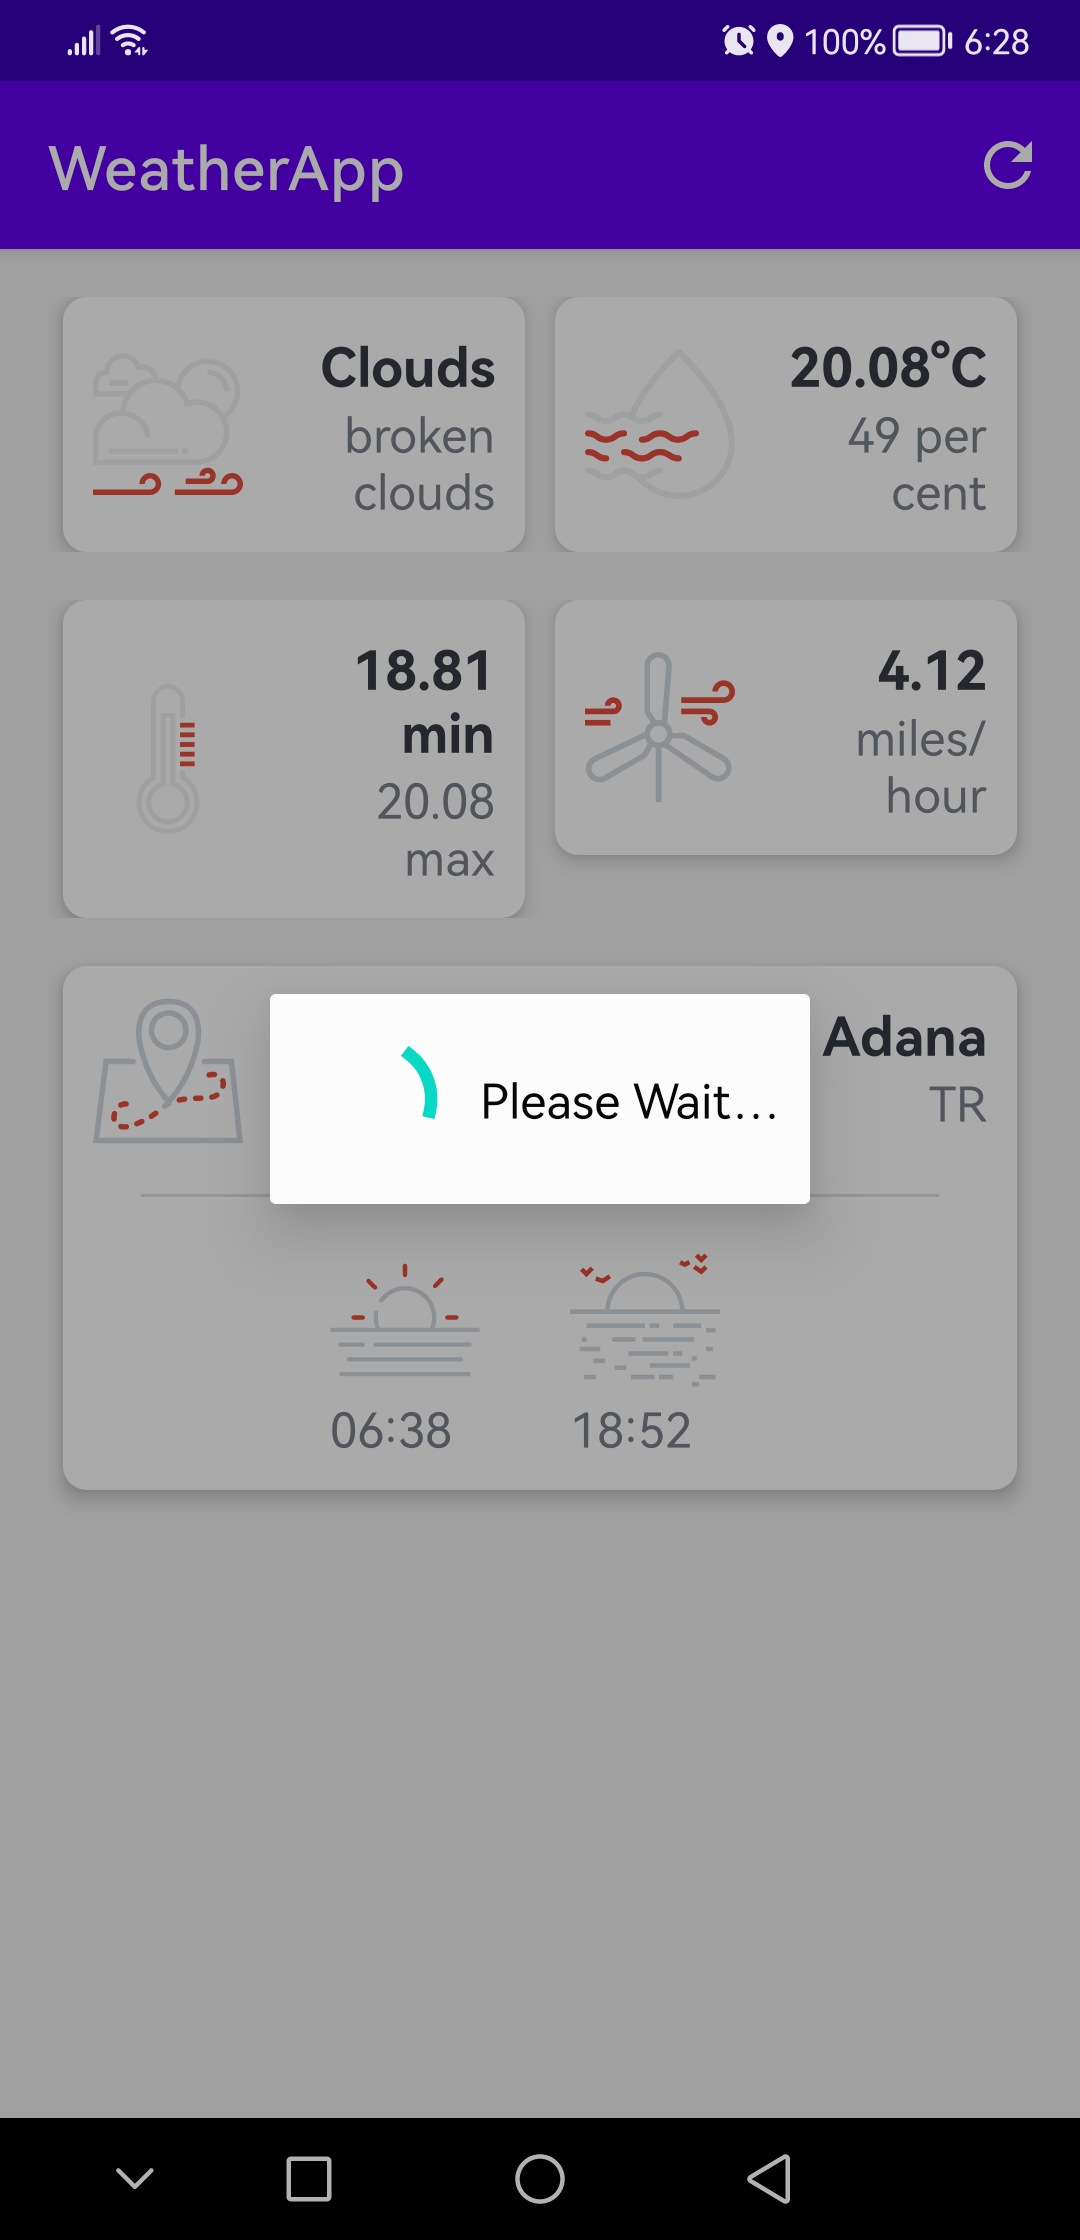 100% 6:28
WeatherApp
Clouds
broken
clouds
20.08°C
49 per
cent
18.81
min
20.08
max
4.12
miles/
hour
Adana
TR
Please Wait...
06:38
18:52